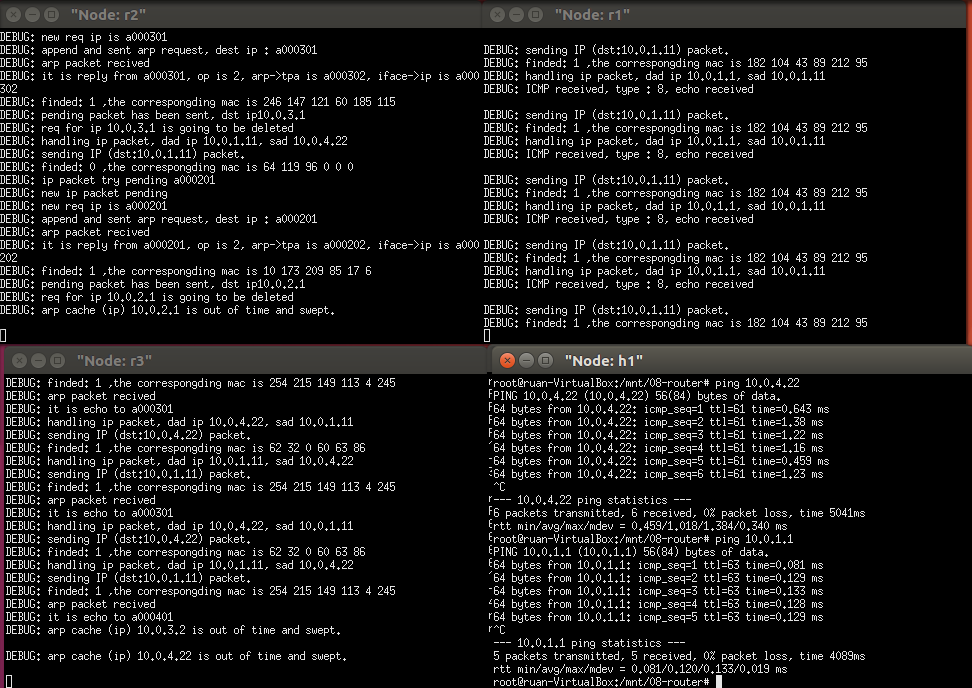 "Node: r2"
DEBUG: new req ip is a000301
DEBUG: append and sent arp request, dest ip : a000301
DEBUG: arp packet recived
DEBUG: it is reply from a000301, op is 2, arp->tpa is a000302, iface->ip is a000
302
DEBUG: finded: 1 ,the correspongding mac is 246 147 121 60 185 115
DEBUG: pending packet has been sent, dst ip10.0.3.1
DEBUG: req for ip 10.0.3.1 is going to be deleted
DEBUG: handling ip packet, dad ip 10.0.1.11, sad 10.0.4.22
DEBUG: sending IP (dst:10.0.1.11) packet.
DEBUG: finded: 0 ,the correspongding mac is 64 119 96 0 0 0
DEBUG: ip packet try pending a000201
DEBUG: new ip packet pending
DEBUG: new req ip is a000201
DEBUG: append and sent arp request, dest ip : a000201
DEBUG: arp packet recived
DEBUG: it is reply from a000201, op is 2, arp->tpa is a000202, iface->ip is a000
202
DEBUG: finded: 1 ,the correspongding mac is 10 173 209 85 17 6
DEBUG: pending packet has been sent, dst ip10.0.2.1
DEBUG: req for ip 10.0.2.1 is going to be deleted
DEBUG: arp cache (ip) 10.0.2.1 is out of time and swept.
"Node: r1"
DEBUG: sending IP (dst:10.0.1.11) packet.
DEBUG: finded: 1 ,the correspongding mac is 182 104 43 89 212 95
DEBUG: handling ip packet, dad ip 10.0.1.1, sad 10.0.1.11
DEBUG: ICMP received, type : 8, echo received
DEBUG: sending IP (dst:10.0.1.11) packet.
DEBUG: finded: 1 ,the correspongding mac is 182 104 43 89 212 95
DEBUG: handling ip packet, dad ip 10.0.1.1, sad 10.0.1.11
DEBUG: ICMP received, type : 8, echo received
DEBUG: sending IP (dst:10.0.1.11) packet.
DEBUG: finded: 1 ,the correspongding mac is 182 104 43 89 212 95
DEBUG: handling ip packet, dad ip 10.0.1.1, sad 10.0.1.11
DEBUG: ICMP received, type : 8, echo received
DEBUG: sending IP (dst:10.0.1.11) packet.
DEBUG: finded: 1 ,the correspongding mac is 182 104 43 89 212 95
DEBUG: handling ip packet, dad ip 10.0.1.1, sad 10.0.1.11
DEBUG: ICMP received, type : 8, echo received
DEBUG: sending IP (dst:10.0.1.11) packet.
DEBUG: finded: 1 ,the correspongding mac is 182 104 43 89 212 95
"Node: r3"
DEBUG: finded: 1 ,the correspongding mac is 254 215 149 113 4 245
DEBUG: arp packet recived
DEBUG: it is echo to a000301
DEBUG: handling ip packet, dad ip 10.0.4.22, sad 10.0.1.11
DEBUG: sending IP (dst:10.0.4.22) packet.
DEBUG: finded: 1 ,the correspongding mac is 62 32 0 60 63 86
DEBUG: handling ip packet, dad ip 10.0.1.11, sad 10.0.4.22
DEBUG: sending IP (dst:10.0.1.11) packet.
DEBUG: finded: 1 ,the correspongding mac is 254 215 149 113 4 245
DEBUG: arp packet recived
DEBUG: it is echo to a000301
DEBUG: handling ip packet, dad ip 10.0.4.22, sad 10.0.1.11
DEBUG: sending IP (dst:10.0.4.22) packet.
DEBUG: finded: 1 ,the correspongding mac is 62 32 0 60 63 86
DEBUG: handling ip packet, dad ip 10.0.1.11, sad 10.0.4.22
DEBUG: sending IP (dst:10.0.1.11) packet.
DEBUG: finded: 1 ,the correspongding mac is 254 215 149 113 4 245
DEBUG: arp packet recived
DEBUG: it is echo to a000401
DEBUG: arp cache (ip) 10.0.3.2 is out of time and swept.
DEBUG: arp cache (ip) 10.0.4.22 is out of time and swept.
"Node: h1"
root@ruan-VirtualBox:/mnt/08-router# ping 10.0.4.22
PING 10.0.4.22 (10.0.4.22) 56(84) bytes of data.
64 bytes from 10.0.4.22: icmp_seq=1 ttl=61 time=0.643 ms
64 bytes from 10.0.4.22: icmp_seq=2 ttl=61 time=1.38 ms
64 bytes from 10.0.4.22: icmp_seq=3 ttl=61 time=1.22 ms
64 bytes from 10.0.4.22: icmp_seq=4 ttl=61 time=1.16 ms
64 bytes from 10.0.4.22: icmp_seq=5 ttl=61 time=0.459 ms
64 bytes from 10.0.4.22: icmp_seq=6 ttl=61 time=1.23 ms
^C
--- 10.0.4.22 ping statistics ---
6 packets transmitted, 6 received, 0% packet loss, time 5041ms
rtt min/avg/max/mdev = 0.459/1.018/1.384/0.340 ms
root@ruan-VirtualBox:/mnt/08-router# ping 10.0.1.1
PING 10.0.1.1 (10.0.1.1) 56(84) bytes of data.
64 bytes from 10.0.1.1: icmp_seq=1 ttl=63 time=0.081 ms
64 bytes from 10.0.1.1: icmp_seq=2 ttl=63 time=0.129 ms
64 bytes from 10.0.1.1: icmp_seq=3 ttl=63 time=0.133 ms
64 bytes from 10.0.1.1: icmp_seq=4 ttl=63 time=0.128 ms
64 bytes from 10.0.1.1: icmp_seq=5 ttl=63 time=0.129 ms
^C
--- 10.0.1.1 ping statistics ---
5 packets transmitted, 5 received, 0% packet loss, time 4089ms
rtt min/avg/max/mdev = 0.081/0.120/0.133/0.019 ms
root@ruan-VirtualBox:/mnt/08-router#